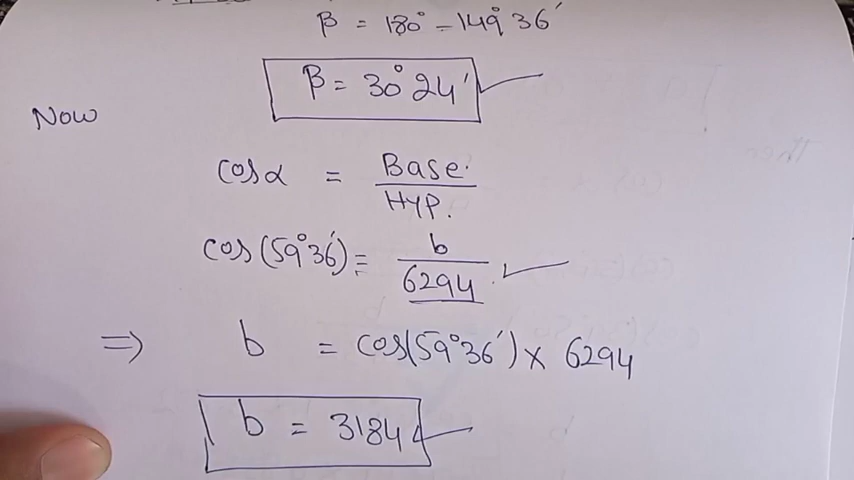 β = 180° - 149° 36′
β = 30° 24′
Now
cos α = Base / Hyp.
cos(59°36′) = b / 6294
⇒ b = cos(59°36′) × 6294
b = 3184